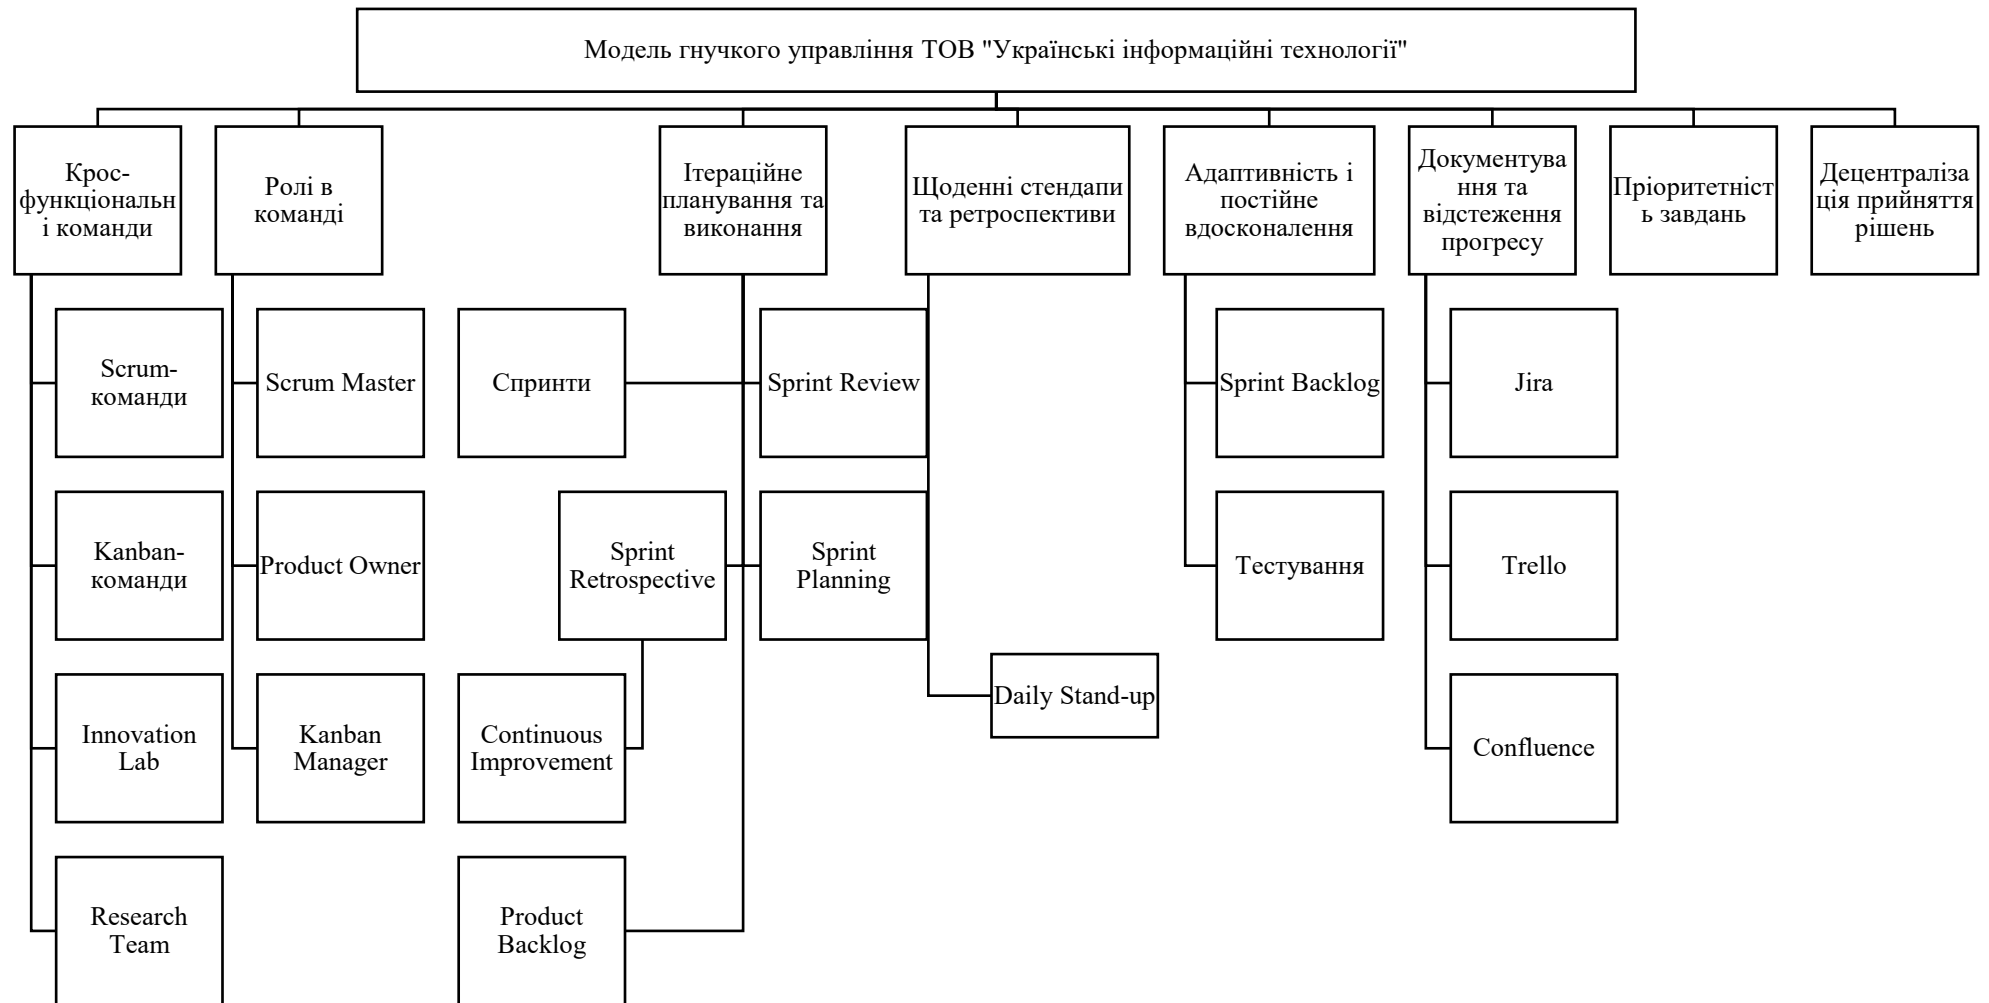 Модель гнучкого управління ТОВ "Українські інформаційні технології"
Крос-
функціональн
і команди
Ролі в
команді
Ітераційне
планування та
виконання
Щоденні стендапи
та ретроспективи
Адаптивність і
постійне
вдосконалення
Документува
ння та
відстеження
прогресу
Пріоритетніст
ь завдань
Децентраліза
ція прийняття
рішень
Scrum-
команди
Scrum Master
Спринти
Sprint Review
Sprint Backlog
Jira
Kanban-
команди
Product Owner
Sprint
Retrospective
Sprint
Planning
Тестування
Trello
Daily Stand-up
Innovation
Lab
Kanban
Manager
Continuous
Improvement
Confluence
Research
Team
Product
Backlog